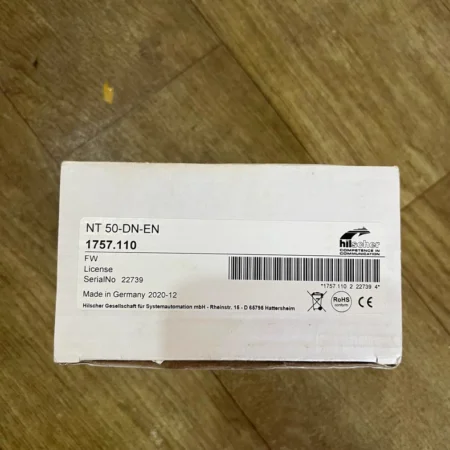 NT 50-DN-EN
1757.110
FW
License
SerialNo 22739
Made in Germany 2020-12
Hilscher Gesellschaft für Systemautomation mbH - Rheinstr. 15 - D 65795 Hattersheim
hilscher
COMPETENCE IN
COMMUNICATION
*1757 110 2 22739 4*
RoHS
conform
CE